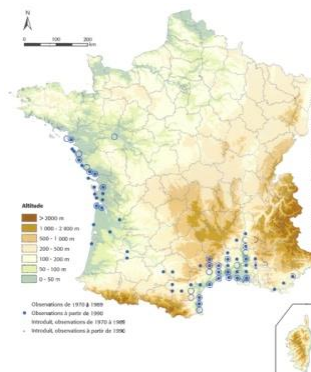 N
0 100 200
km
Altitude
> 2000 m
1 000 - 2 000 m
500 - 1 000 m
200 - 500 m
100 - 200 m
50 - 100 m
0 - 50 m
Observations de 1970 à 1989
Observations à partir de 1990
Introduit, observations de 1970 à 1989
Introduit, observations à partir de 1990